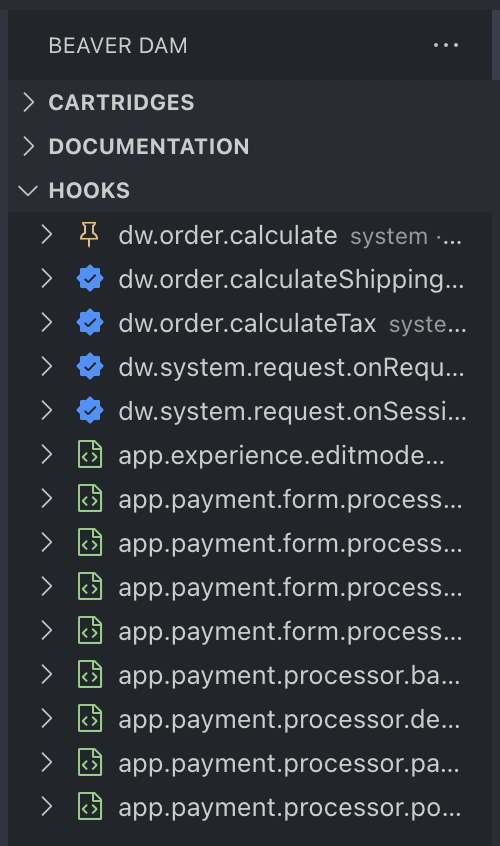 BEAVER DAM
CARTRIDGES
DOCUMENTATION
HOOKS
dw.order.calculate system ·...
dw.order.calculateShipping...
dw.order.calculateTax syste...
dw.system.request.onRequ...
dw.system.request.onSessi...
app.experience.editmode...
app.payment.form.process...
app.payment.form.process...
app.payment.form.process...
app.payment.form.process...
app.payment.processor.ba...
app.payment.processor.de...
app.payment.processor.pa...
app.payment.processor.po...